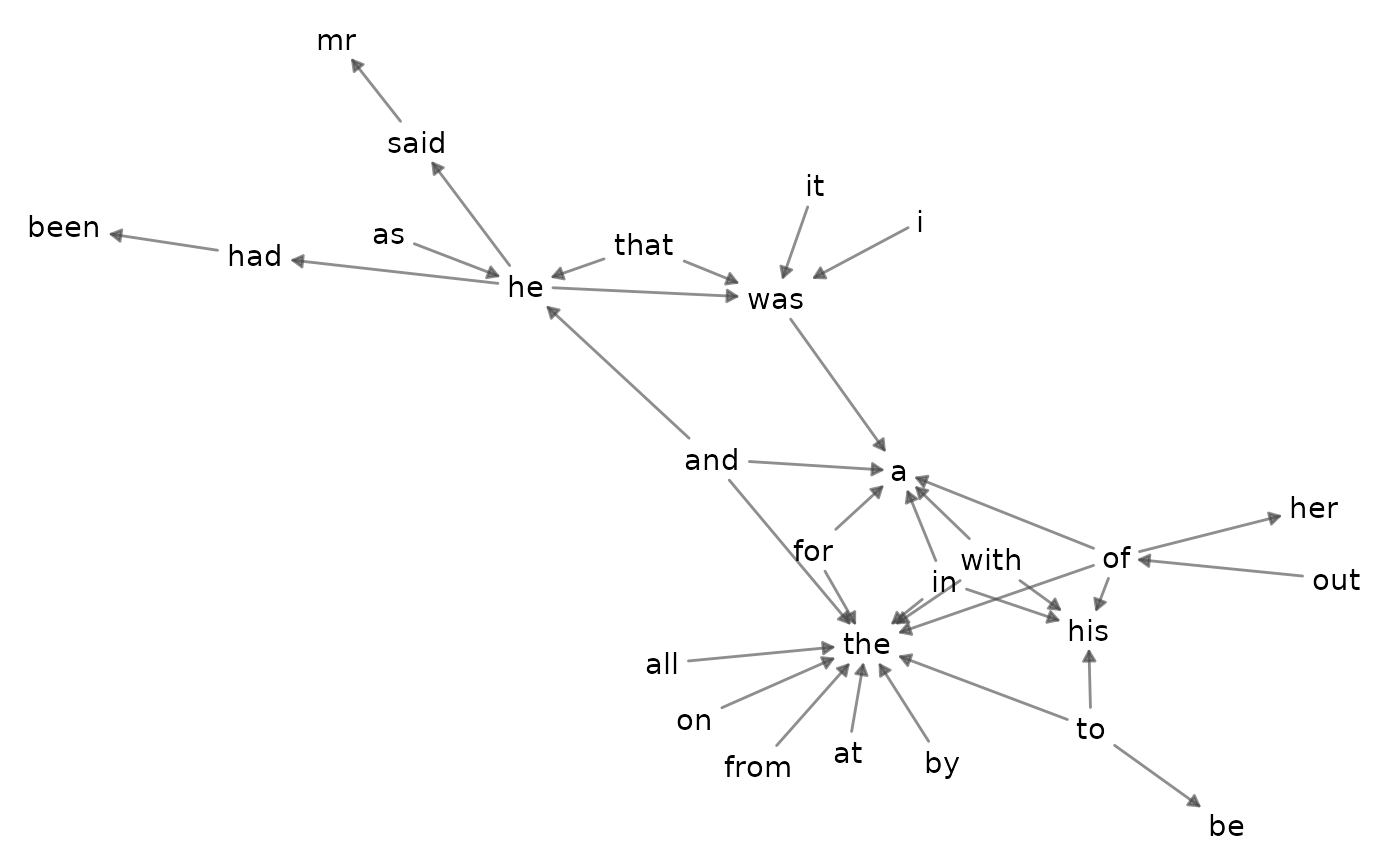 mr
said
it
i
been
had
as
that
he
was
and
a
her
for
with
of
in
out
his
the
all
on
to
from
at
by
be